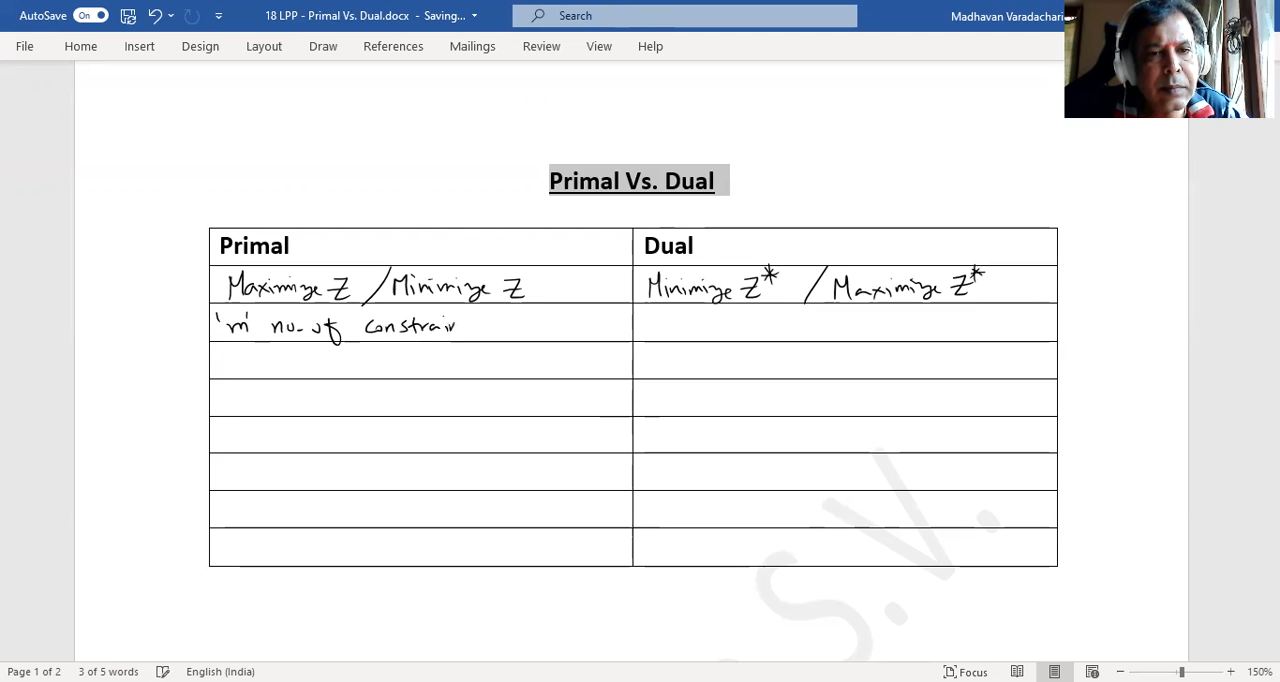 AutoSave On 18 LPP - Primal Vs. Dual.docx - Saving... Search Madhavan Varadachari
File Home Insert Design Layout Draw References Mailings Review View Help
Primal Vs. Dual
Primal Dual
Maximize Z / Minimize Z Minimize Z* / Maximize Z*
'm' no. of constrain
S.V.
Page 1 of 2 3 of 5 words English (India) Focus 150%